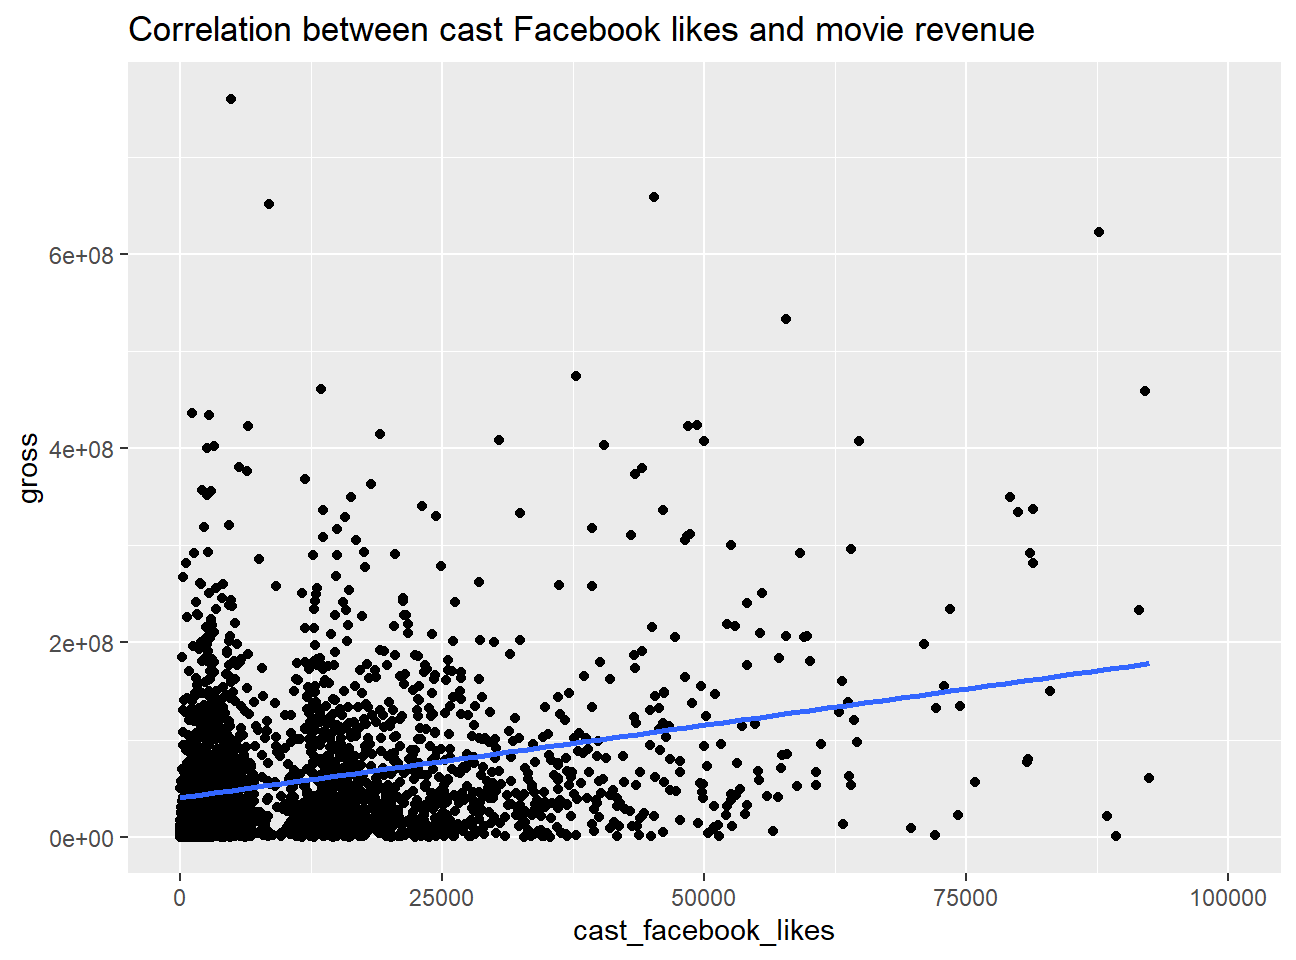 Correlation between cast Facebook likes and movie revenue
6e+08
4e+08
2e+08
0e+00
gross
0 25000 50000 75000 100000
cast_facebook_likes